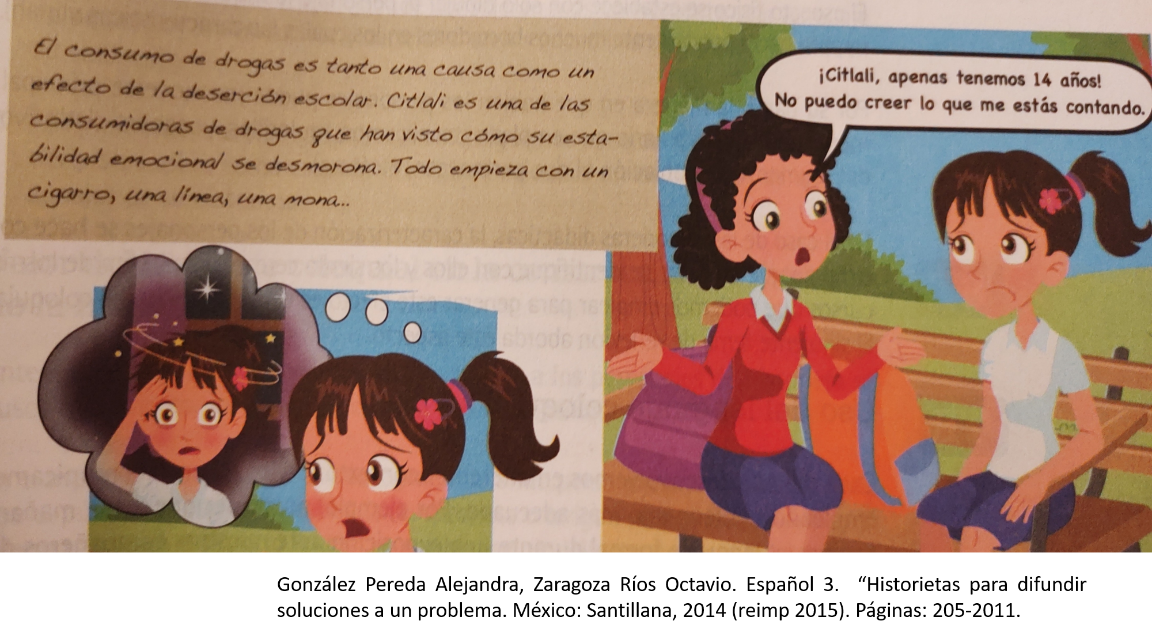 El consumo de drogas es tanto una causa como un
efecto de la deserción escolar. Citlali es una de las
consumidoras de drogas que han visto cómo su esta-
bilidad emocional se desmorona. Todo empieza con un
cigarro, una línea, una mona...
¡Citlali, apenas tenemos 14 años!
No puedo creer lo que me estás contando.
González Pereda Alejandra, Zaragoza Ríos Octavio. Español 3. “Historietas para difundir
soluciones a un problema. México: Santillana, 2014 (reimp 2015). Páginas: 205-2011.